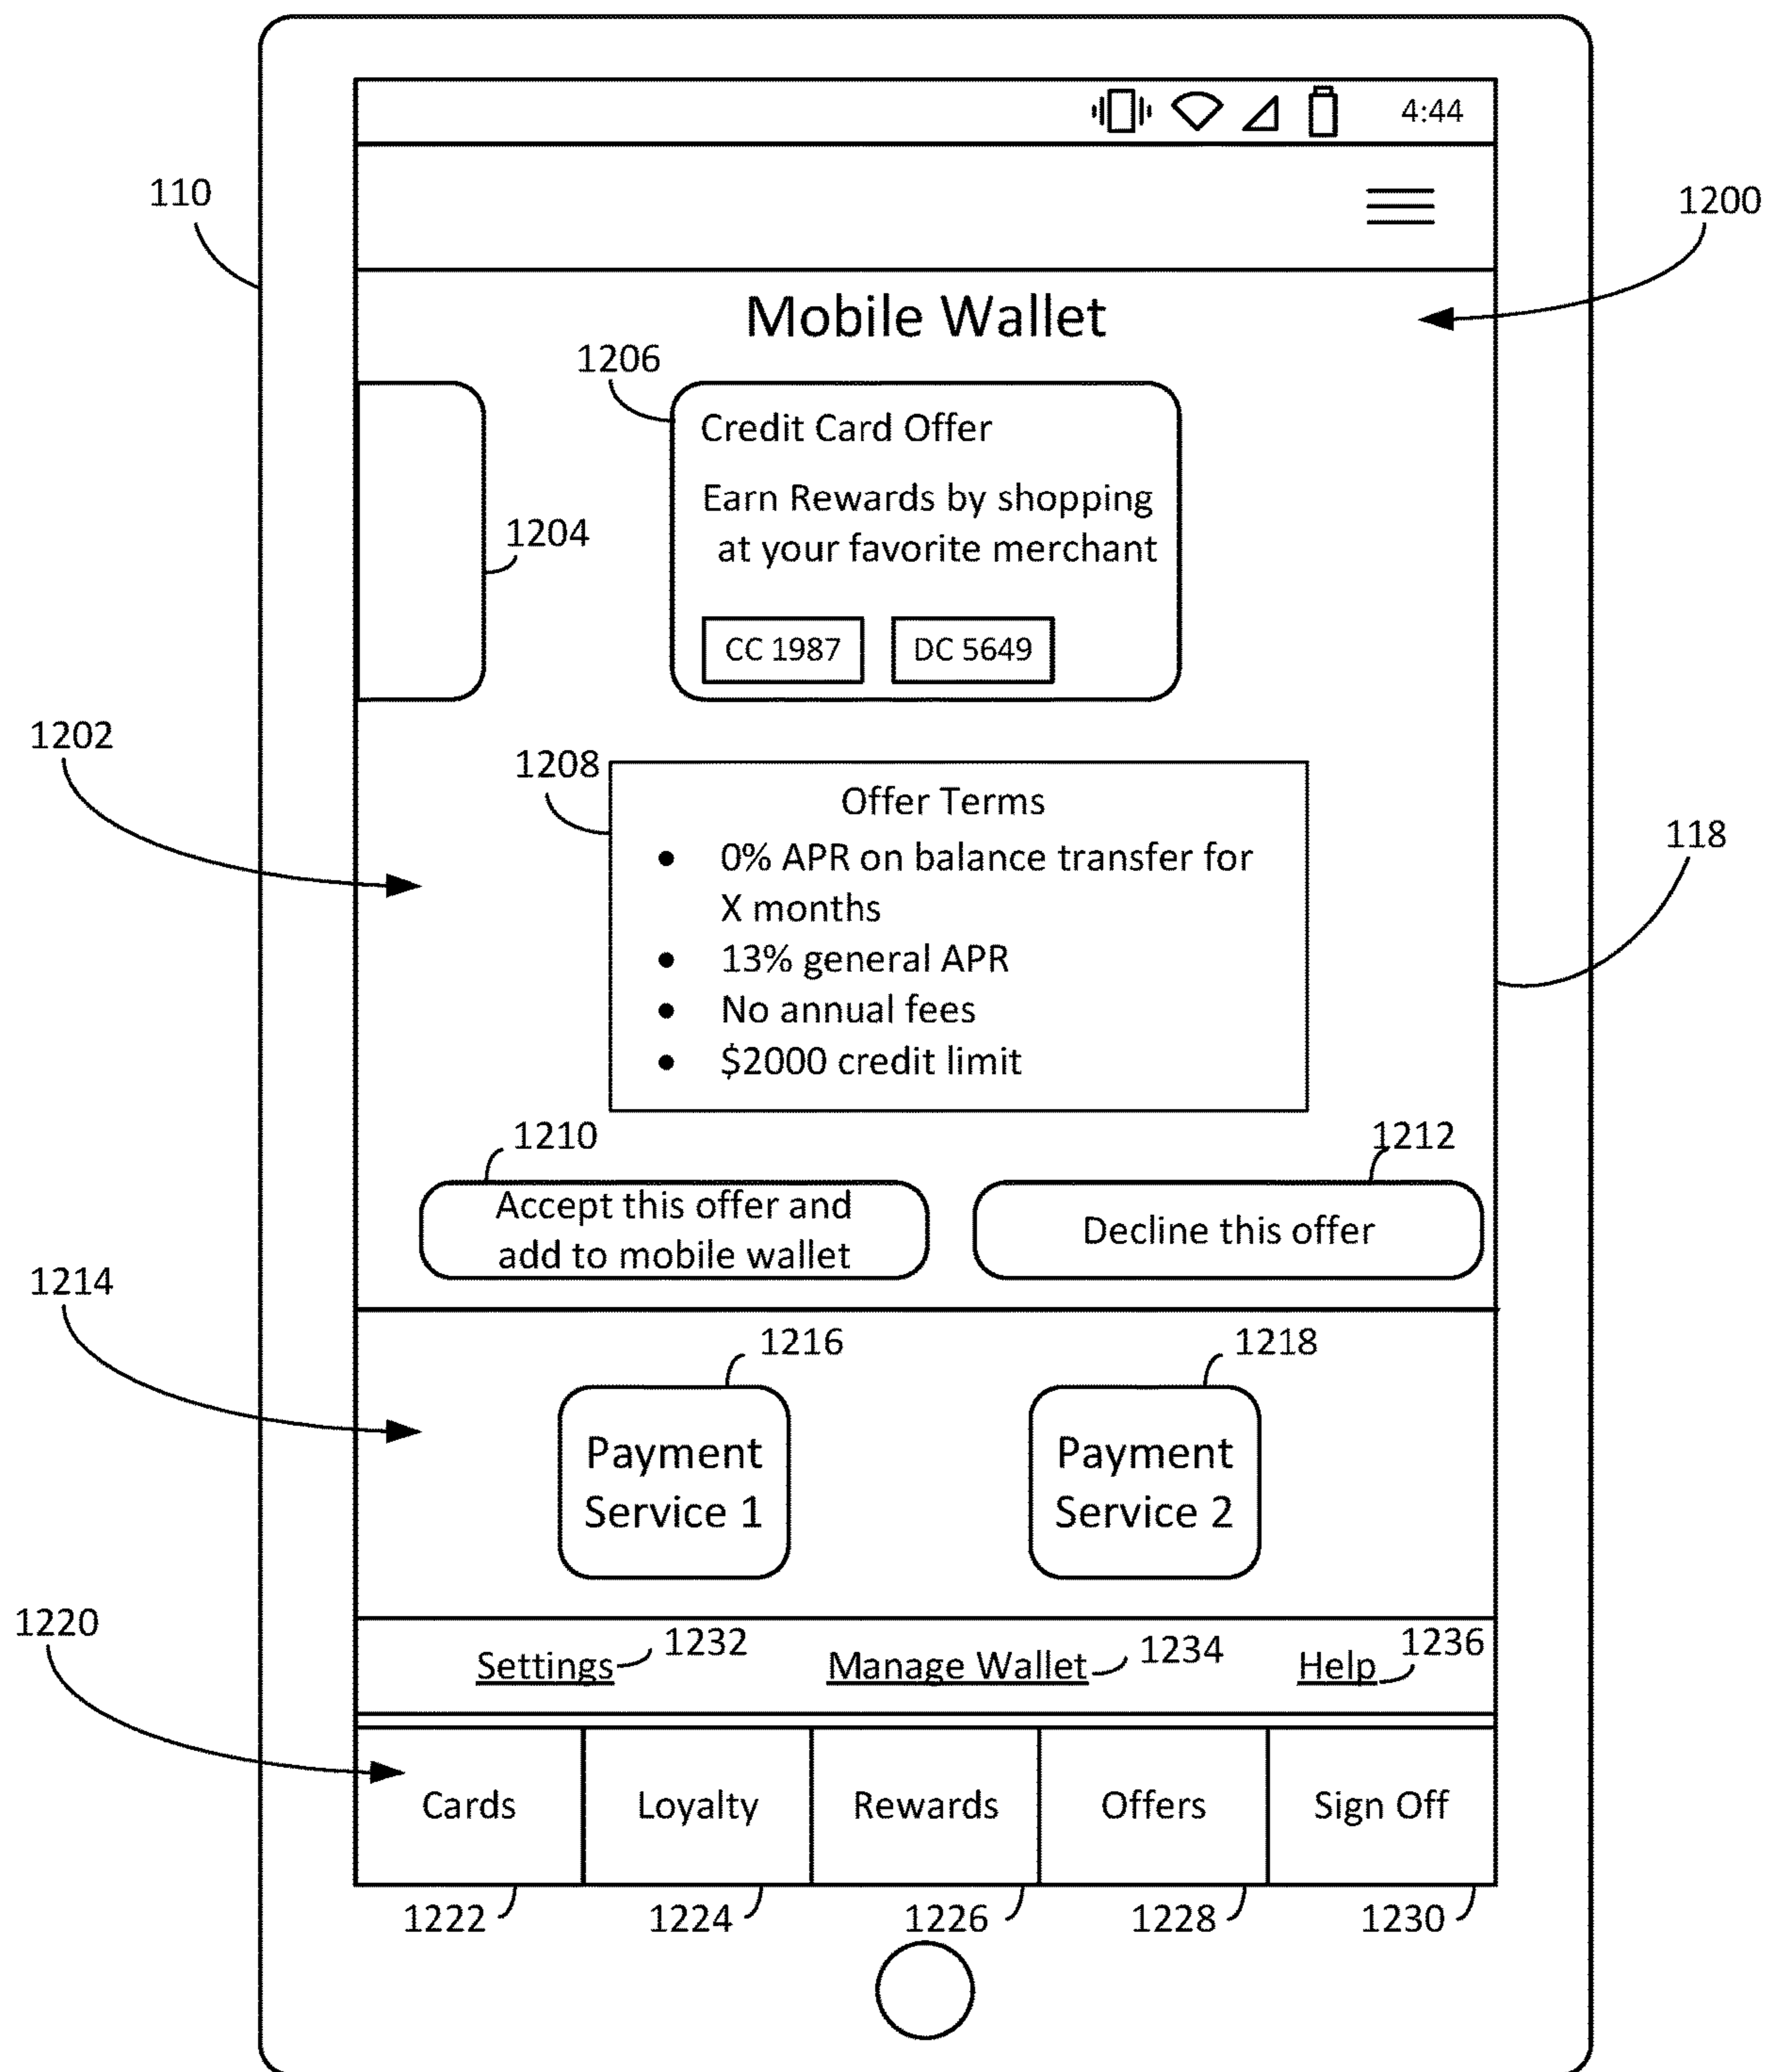 4:44
110
1200
Mobile Wallet
1206
Credit Card Offer
Earn Rewards by shopping
at your favorite merchant
1204
CC 1987
DC 5649
1202
1208
Offer Terms
• 0% APR on balance transfer for
X months
• 13% general APR
• No annual fees
• $2000 credit limit
118
1210
1212
Accept this offer and
add to mobile wallet
Decline this offer
1214
1216
1218
Payment
Service 1
Payment
Service 2
1220
Settings
1232
Manage Wallet
1234
Help
1236
Cards
Loyalty
Rewards
Offers
Sign Off
1222
1224
1226
1228
1230